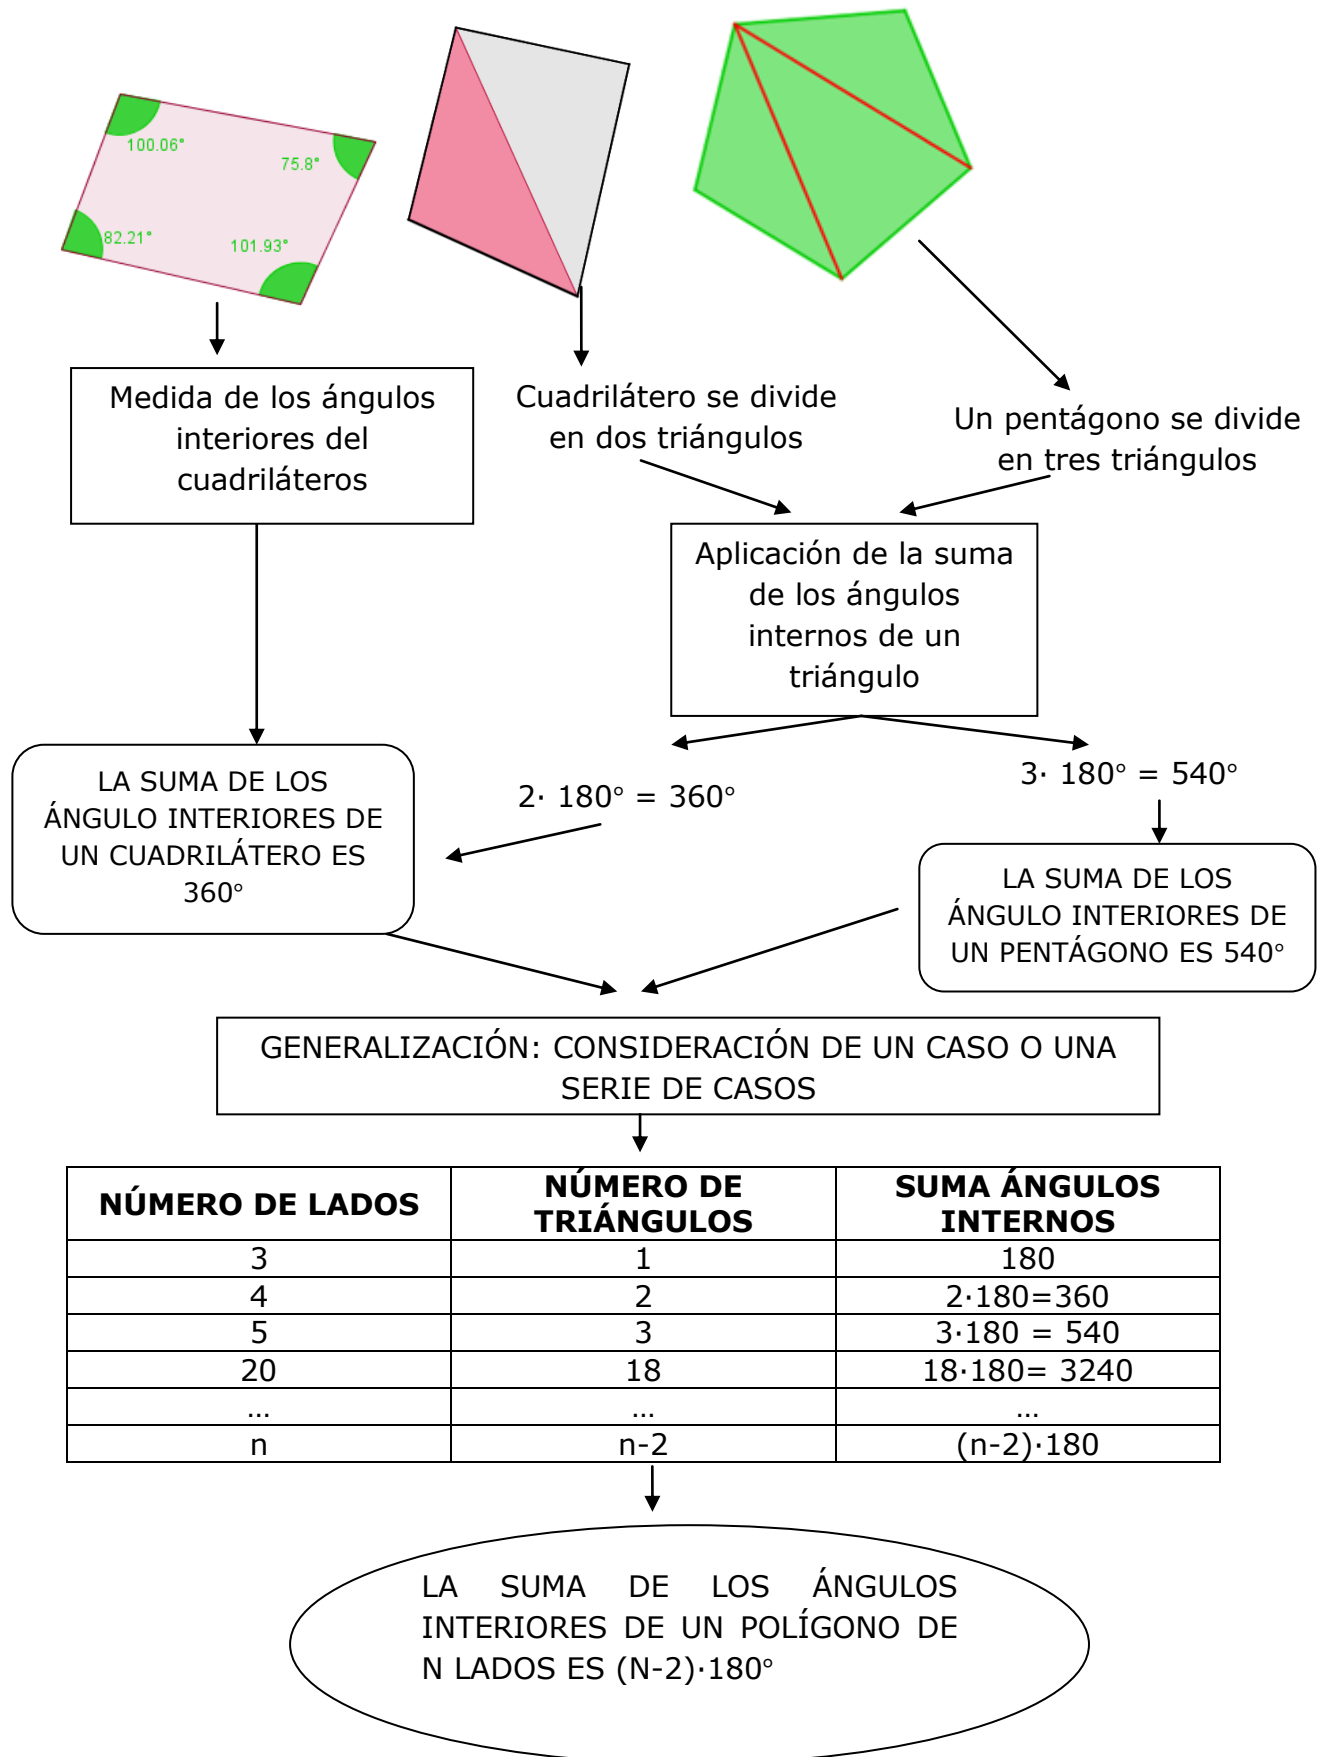 100.06°
75.8°
82.21°
101.93°
Medida de los ángulos
interiores del
cuadriláteros
Cuadrilátero se divide
en dos triángulos
Un pentágono se divide
en tres triángulos
Aplicación de la suma
de los ángulos
internos de un
triángulo
LA SUMA DE LOS
ÁNGULO INTERIORES DE
UN CUADRILÁTERO ES
360°
2· 180° = 360°
3· 180° = 540°
LA SUMA DE LOS
ÁNGULO INTERIORES DE
UN PENTÁGONO ES 540°
GENERALIZACIÓN: CONSIDERACIÓN DE UN CASO O UNA
SERIE DE CASOS
NÚMERO DE LADOS
NÚMERO DE
TRIÁNGULOS
SUMA ÁNGULOS
INTERNOS
3 1 180
4 2 2·180=360
5 3 3·180 = 540
20 18 18·180= 3240
... ... ...
n n-2 (n-2)·180
LA SUMA DE LOS ÁNGULOS
INTERIORES DE UN POLÍGONO DE
N LADOS ES (N-2)·180°